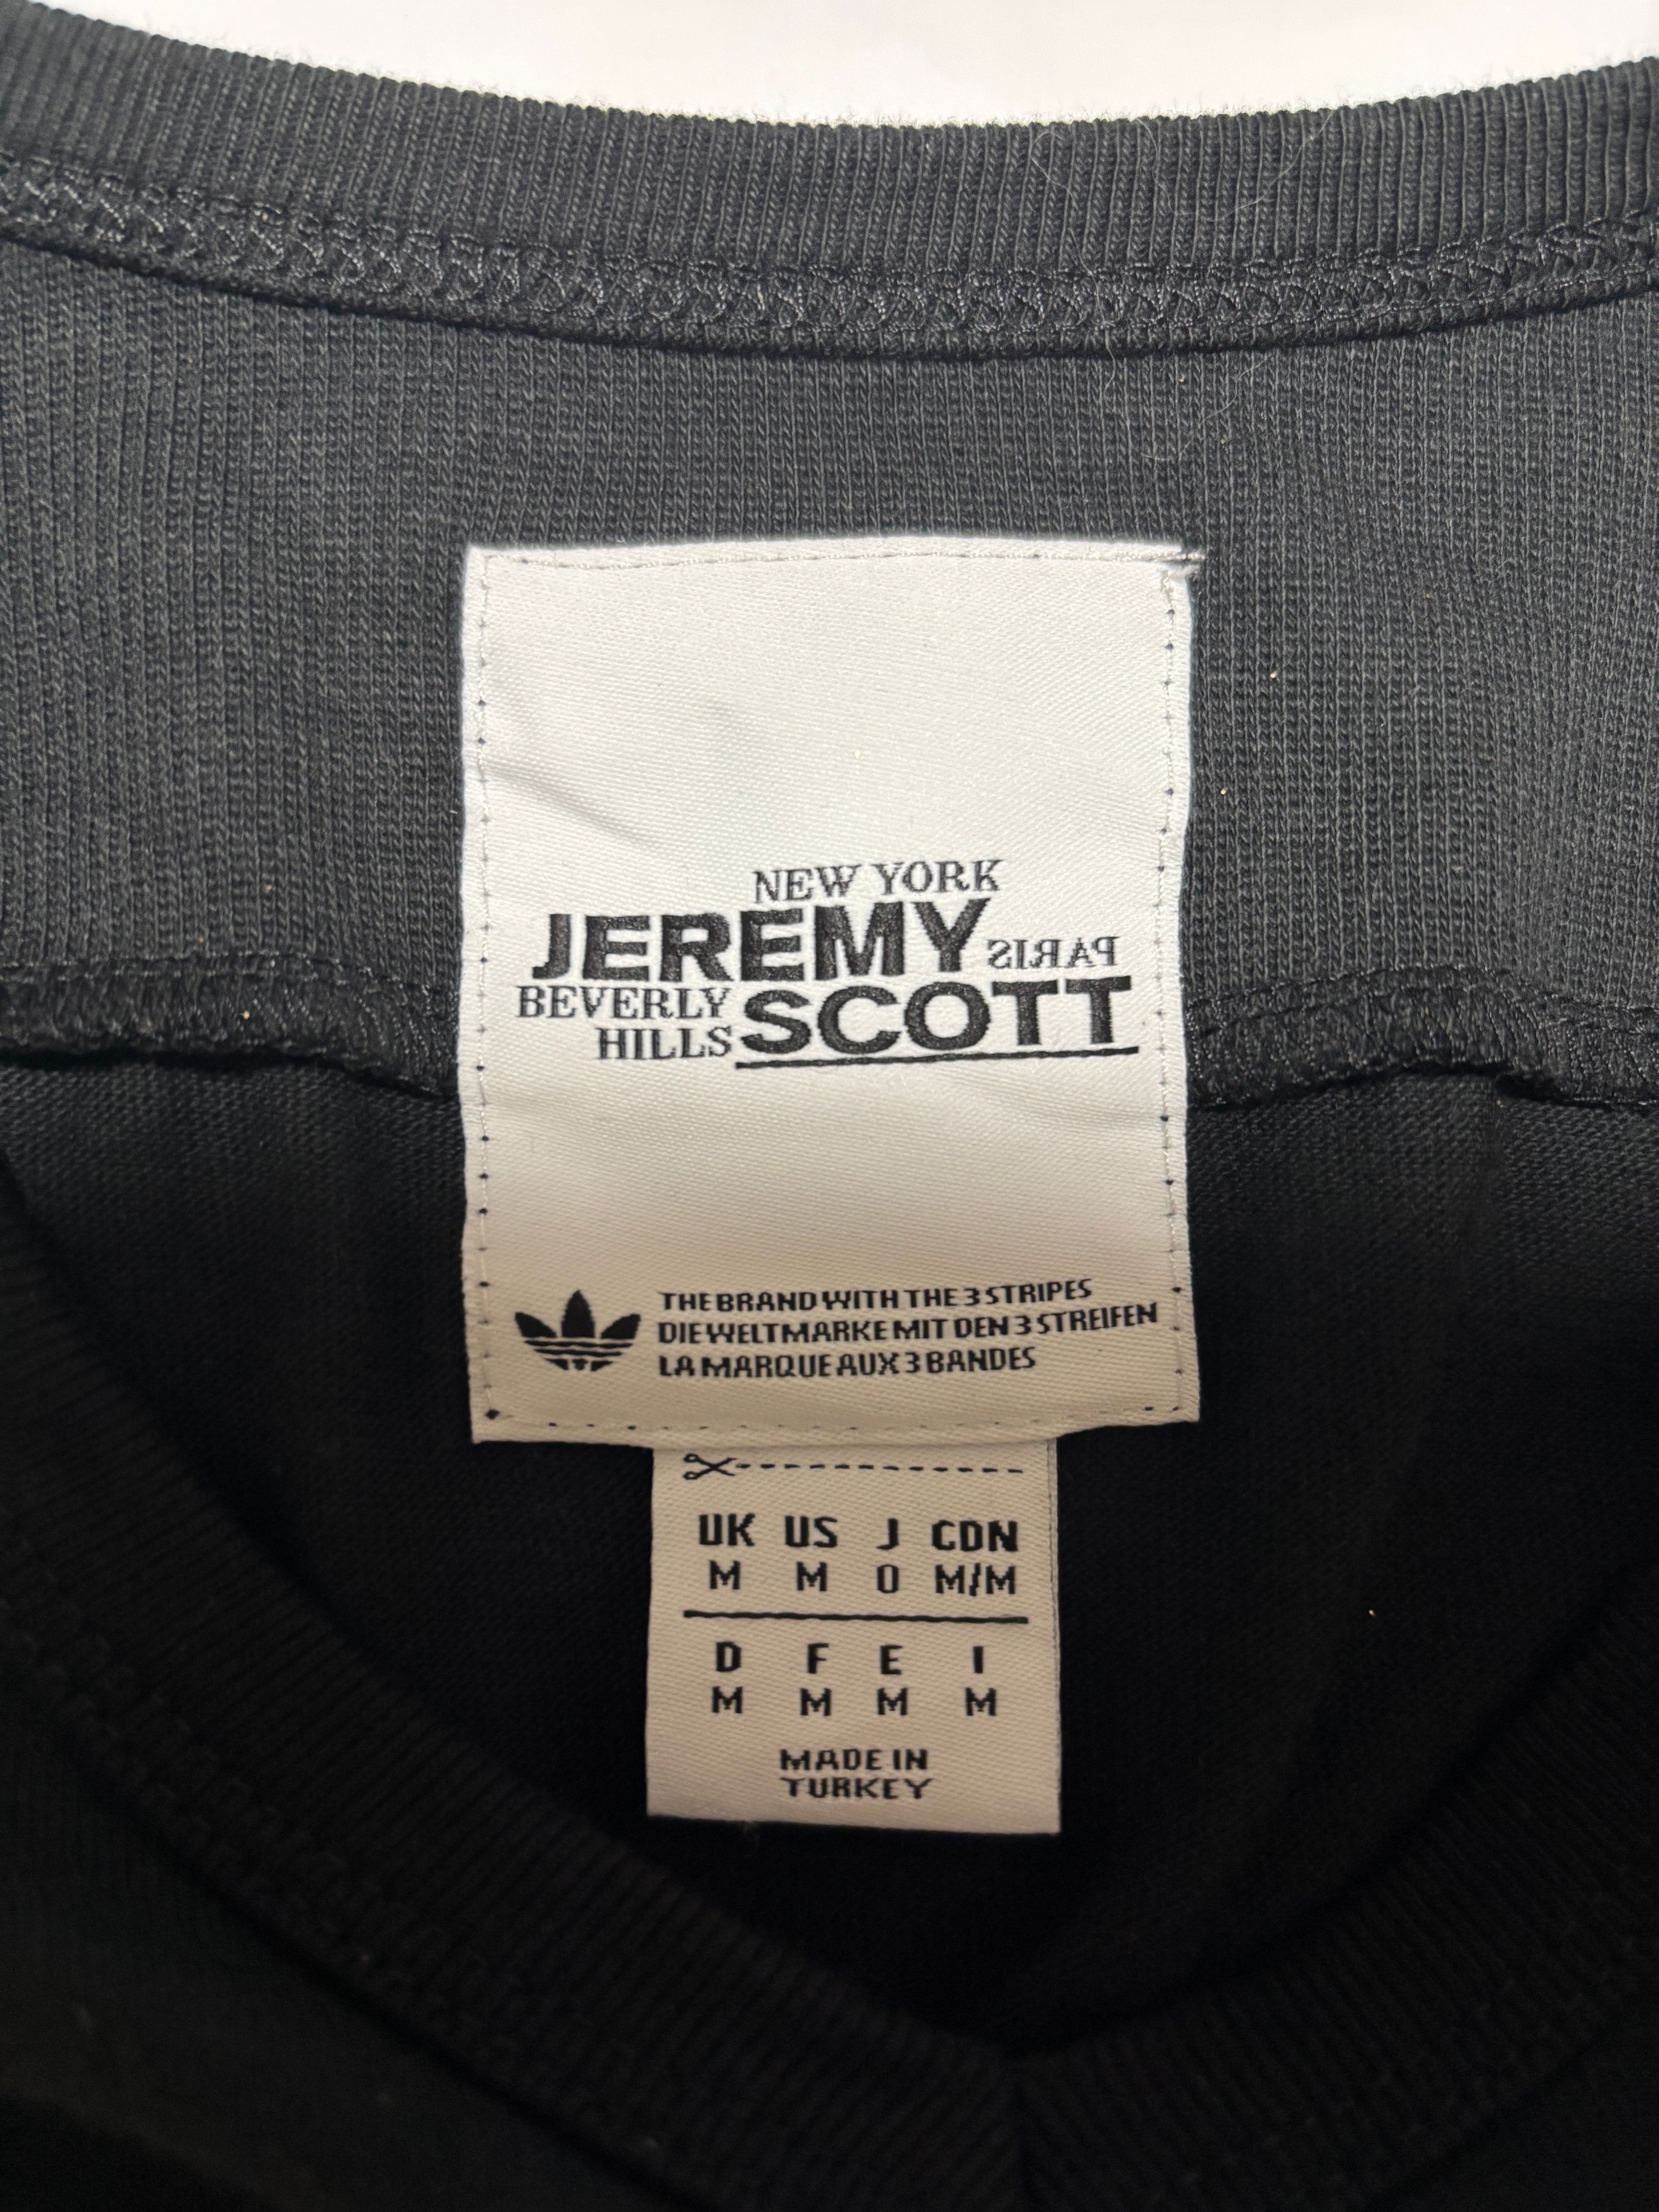 NEW YORK
JEREMY PARIS
BEVERLY HILLS SCOTT
THE BRAND WITH THE 3 STRIPES
DIE WELTMARKE MIT DEN 3 STREIFEN
LA MARQUE AUX 3 BANDES
UK US J CDN
M M O M/M
D F E I
M M M M
MADE IN
TURKEY